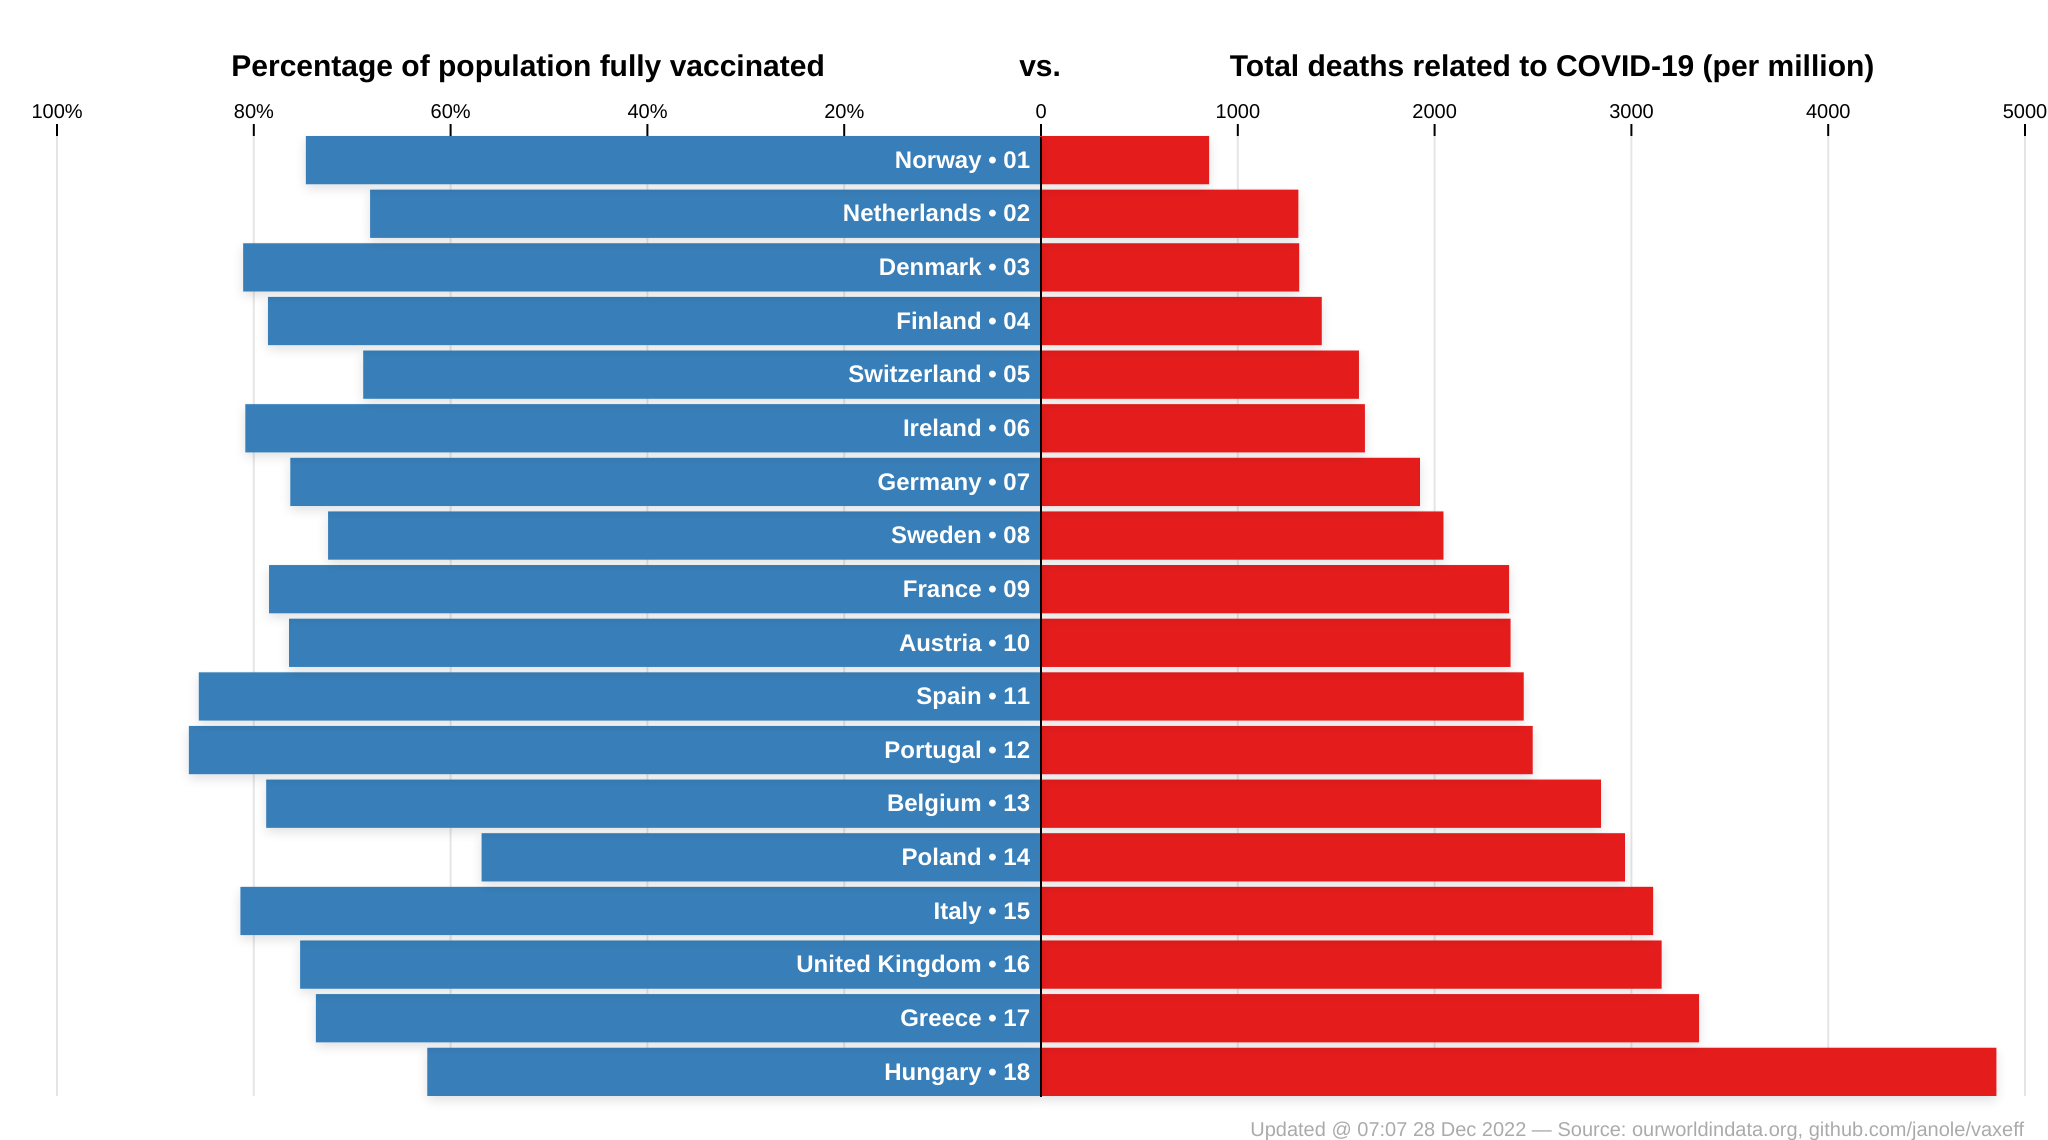 Percentage of population fully vaccinated vs. Total deaths related to COVID-19 (per million)
100% 80% 60% 40% 20% 0 1000 2000 3000 4000 5000
Norway • 01
Netherlands • 02
Denmark • 03
Finland • 04
Switzerland • 05
Ireland • 06
Germany • 07
Sweden • 08
France • 09
Austria • 10
Spain • 11
Portugal • 12
Belgium • 13
Poland • 14
Italy • 15
United Kingdom • 16
Greece • 17
Hungary • 18
Updated @ 07:07 28 Dec 2022 — Source: ourworldindata.org, github.com/janole/vaxeff